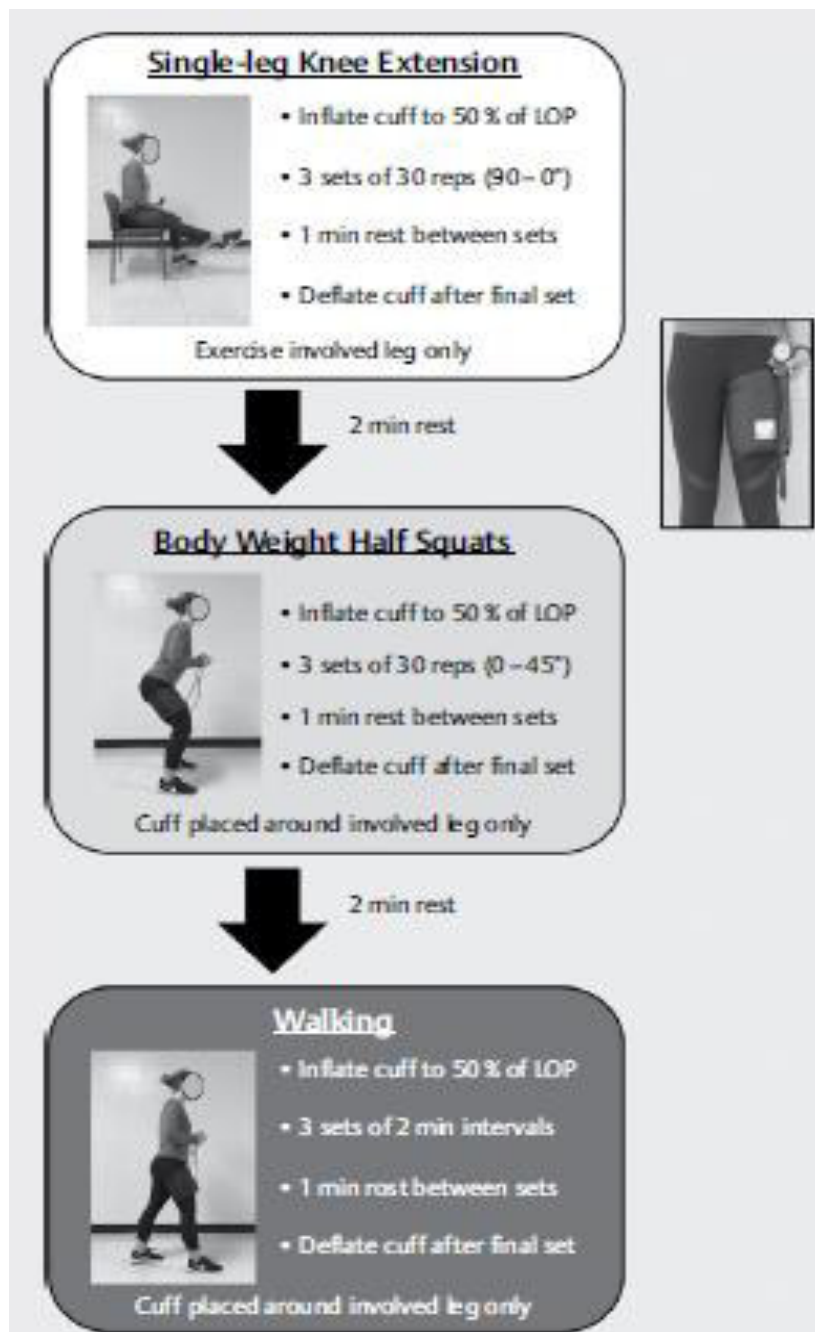 Single-leg Knee Extension
• Inflate cuff to 50 % of LOP
• 3 sets of 30 reps (90–0°)
• 1 min rest between sets
• Deflate cuff after final set
Exercise involved leg only
2 min rest
Body Weight Half Squats
• Inflate cuff to 50 % of LOP
• 3 sets of 30 reps (0–45°)
• 1 min rest between sets
• Deflate cuff after final set
Cuff placed around involved leg only
2 min rest
Walking
• Inflate cuff to 50 % of LOP
• 3 sets of 2 min intervals
• 1 min rost between sets
• Deflate cuff after final set
Cuff placed around involved leg only